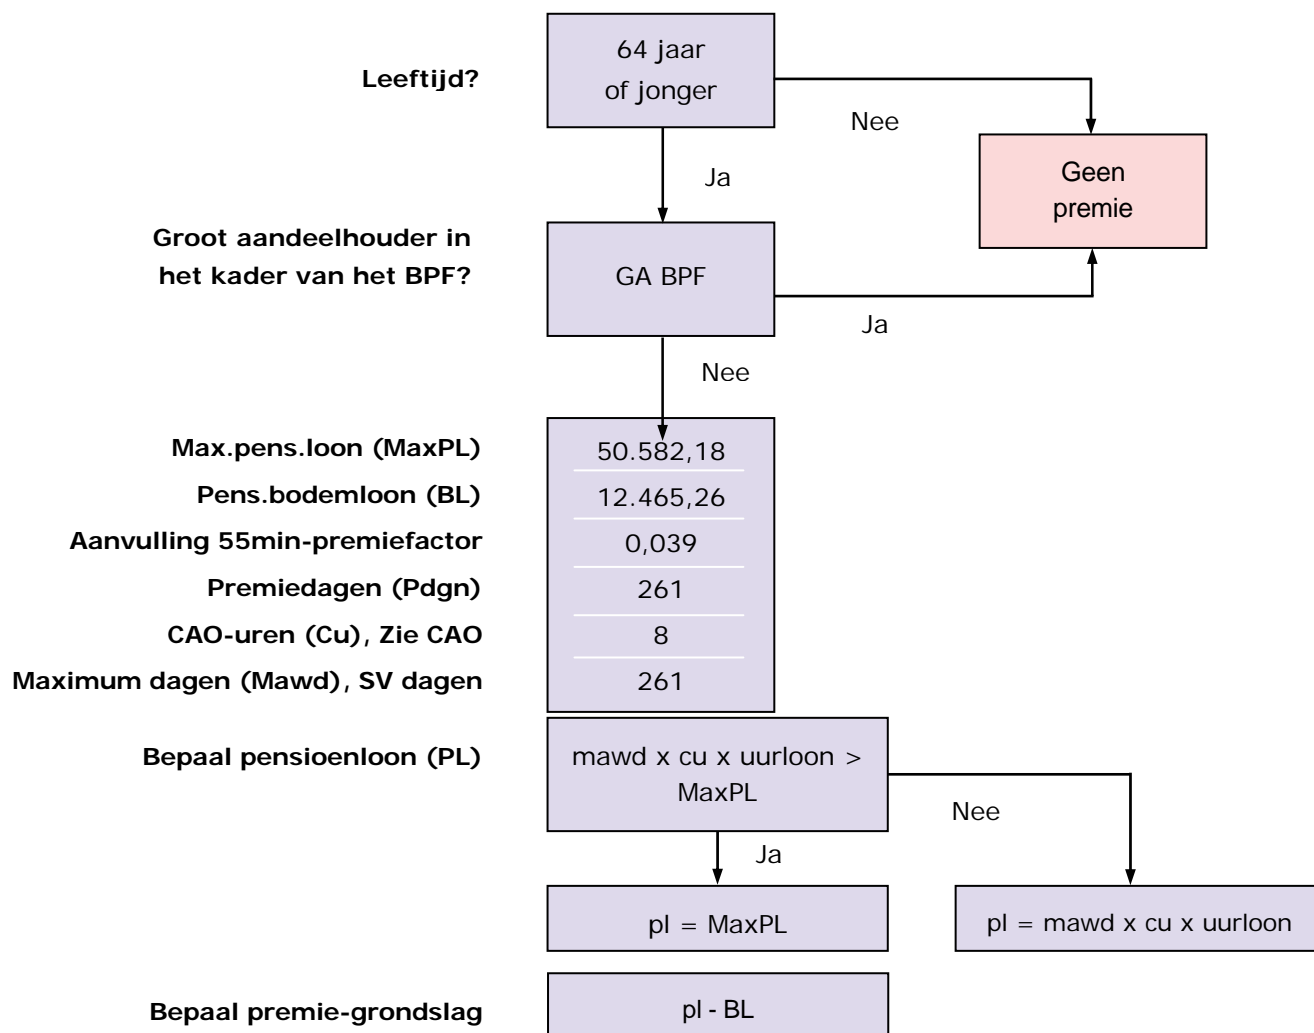 64 jaar
of jonger
Leeftijd?
Nee
Geen
premie
Ja
Groot aandeelhouder in
het kader van het BPF?
GA BPF
Ja
Nee
Max.pens.loon (MaxPL)
50.582,18
Pens.bodemloon (BL)
12.465,26
Aanvulling 55min-premiefactor
0,039
Premiedagen (Pdgn)
261
CAO-uren (Cu), Zie CAO
8
Maximum dagen (Mawd), SV dagen
261
Bepaal pensioenloon (PL)
mawd x cu x uurloon >
MaxPL
Nee
Ja
pl = MaxPL
pl = mawd x cu x uurloon
Bepaal premie-grondslag
pl - BL